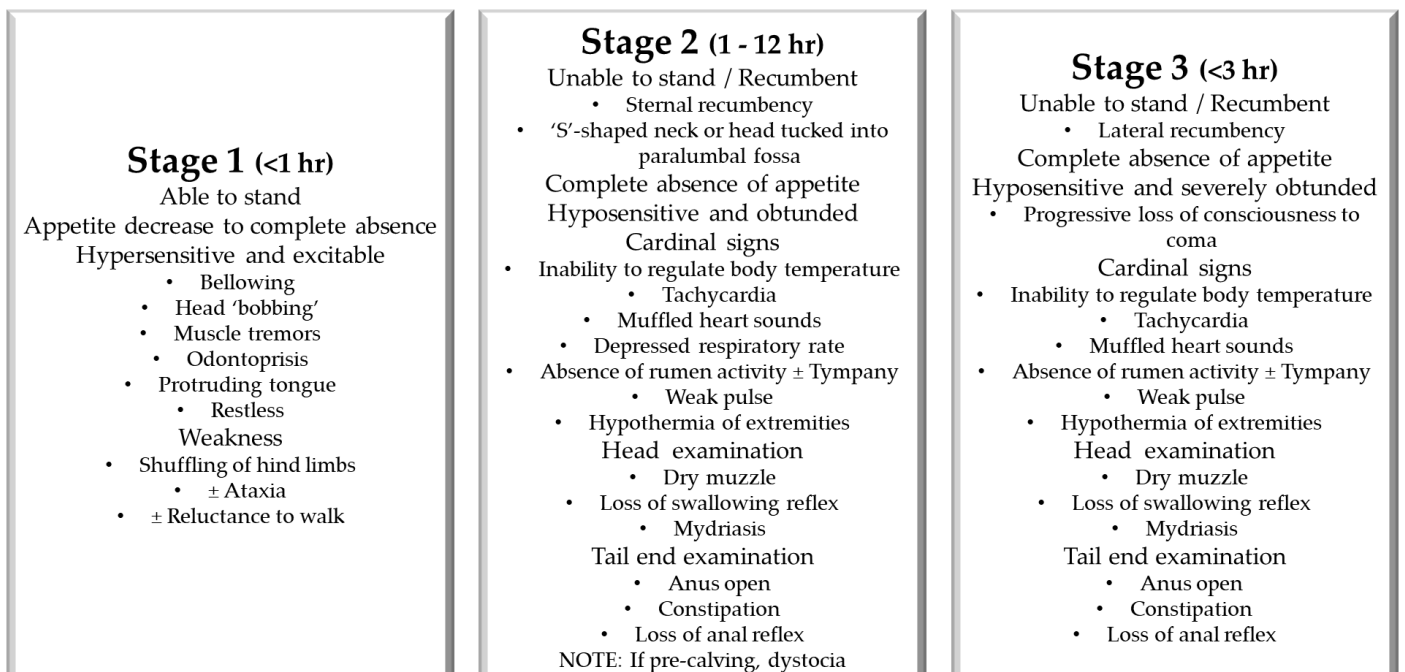 Stage 1 (<1 hr)
Able to stand
Appetite decrease to complete absence
Hypersensitive and excitable
• Bellowing
• Head ‘bobbing’
• Muscle tremors
• Odontoprisis
• Protruding tongue
• Restless
Weakness
• Shuffling of hind limbs
• ± Ataxia
• ± Reluctance to walk
Stage 2 (1 - 12 hr)
Unable to stand / Recumbent
• Sternal recumbency
• ‘S’-shaped neck or head tucked into
paralumbal fossa
Complete absence of appetite
Hyposensitive and obtunded
Cardinal signs
• Inability to regulate body temperature
• Tachycardia
• Muffled heart sounds
• Depressed respiratory rate
• Absence of rumen activity ± Tympany
• Weak pulse
• Hypothermia of extremities
Head examination
• Dry muzzle
• Loss of swallowing reflex
• Mydriasis
Tail end examination
• Anus open
• Constipation
• Loss of anal reflex
NOTE: If pre-calving, dystocia
Stage 3 (<3 hr)
Unable to stand / Recumbent
• Lateral recumbency
Complete absence of appetite
Hyposensitive and severely obtunded
• Progressive loss of consciousness to
coma
Cardinal signs
• Inability to regulate body temperature
• Tachycardia
• Muffled heart sounds
• Absence of rumen activity ± Tympany
• Weak pulse
• Hypothermia of extremities
Head examination
• Dry muzzle
• Loss of swallowing reflex
• Mydriasis
Tail end examination
• Anus open
• Constipation
• Loss of anal reflex